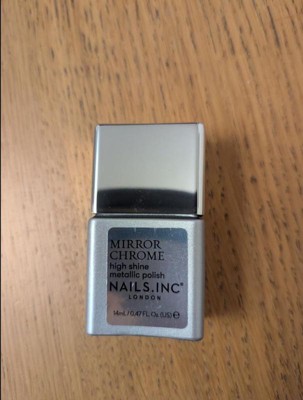 MIRROR
CHROME
high shine
metallic polish
NAILS.INC®
LONDON
14mL / 0.47 FL Oz (US) ℮